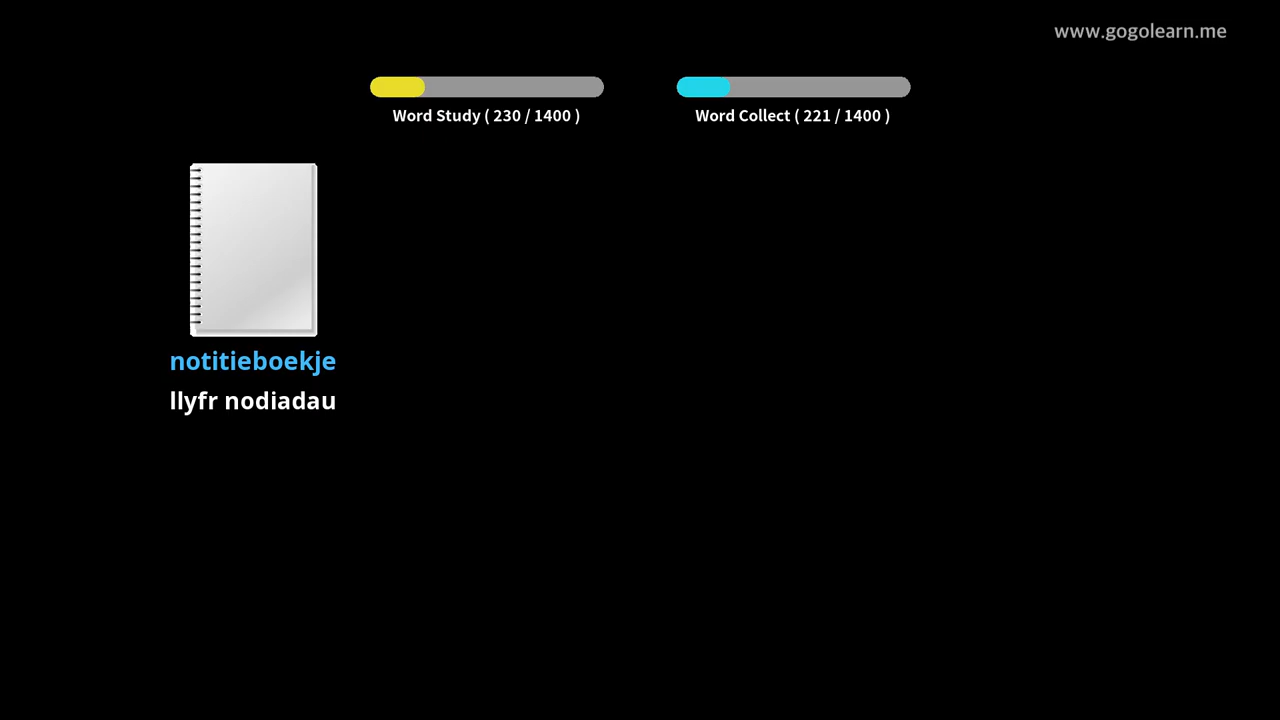 www.gogolearn.me
Word Study ( 230 / 1400 )
Word Collect ( 221 / 1400 )
notitieboekje
llyfr nodiadau